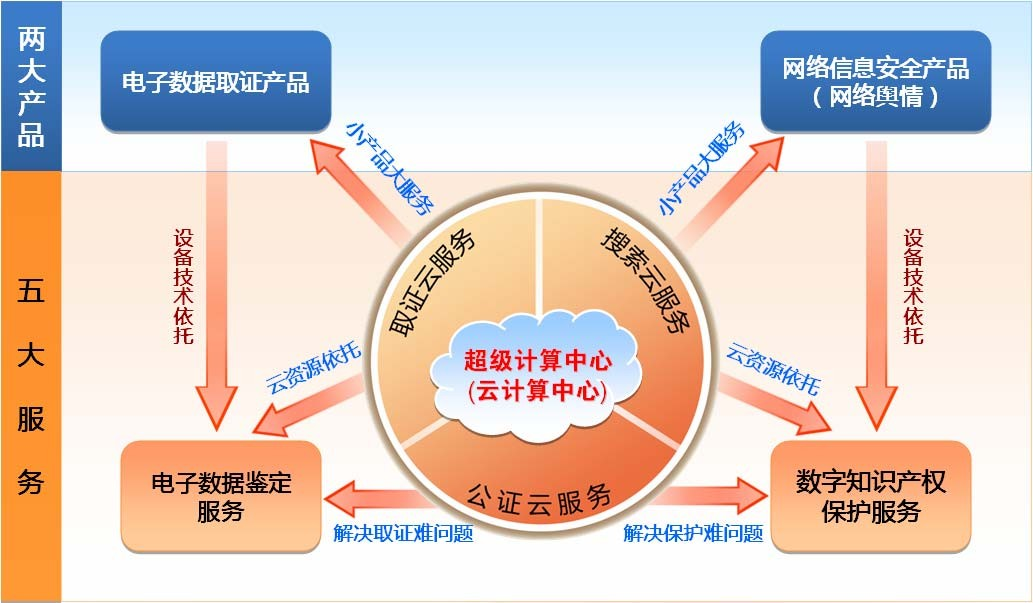 两大产品
电子数据取证产品
网络信息安全产品
（网络舆情）
小产品大服务
小产品大服务
五大服务
设备技术依托
设备技术依托
取证云服务
搜索云服务
超级计算中心
(云计算中心)
云资源依托
云资源依托
电子数据鉴定
服务
公证云服务
数字知识产权
保护服务
解决取证难问题
解决保护难问题